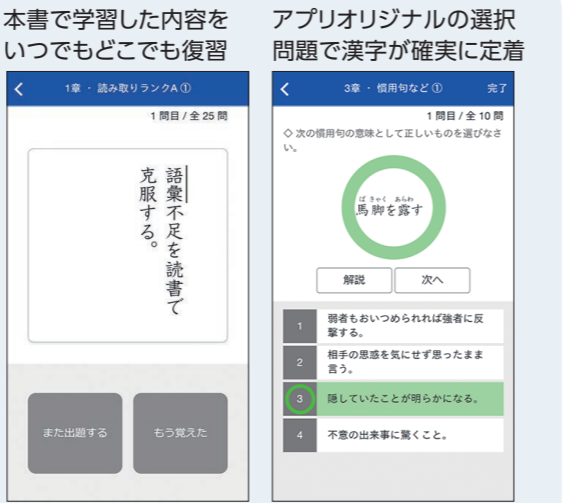 本書で学習した内容を
いつでもどこでも復習
1章 ・ 読み取りランクA①
1問目 / 全25問
語彙不足を読書で
克服する。
また出題する
もう覚えた
アプリオリジナルの選択
問題で漢字が確実に定着
3章 ・ 慣用句など①
完了
1問目 / 全10問
◇ 次の慣用句の意味として正しいものを選びなさ
い。
ばきゃく あらわ
馬脚を露す
解説
次へ
1 弱者もおいつめられれば強者に反
撃する。
2 相手の思惑を気にせず思ったまま
言う。
3 隠していたことが明らかになる。
4 不意の出来事に驚くこと。